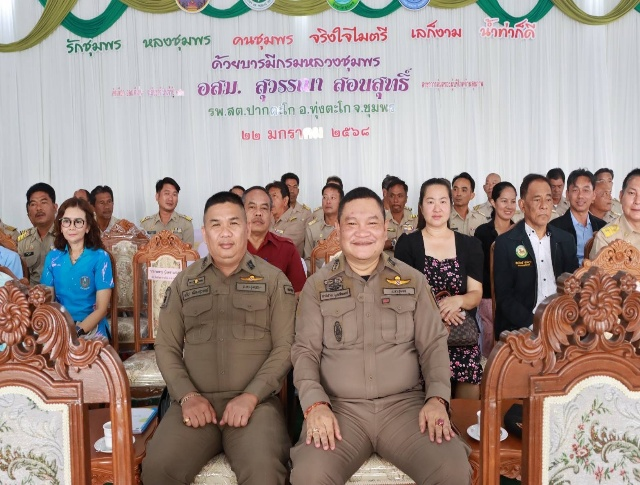 รักชุมพร หลงชุมพร คนชุมพร จริงใจไมตรี เลก็งาม น้ำท่าก็ดี
ด้วยบารมีกรมหลวงชุมพร
อสม. สุวรรณา สอนสุทธิ์
รพ.สต.ปากตะโก อ.ทุ่งตะโก จ.ชุมพร
๒๒ มกราคม ๒๕๖๘